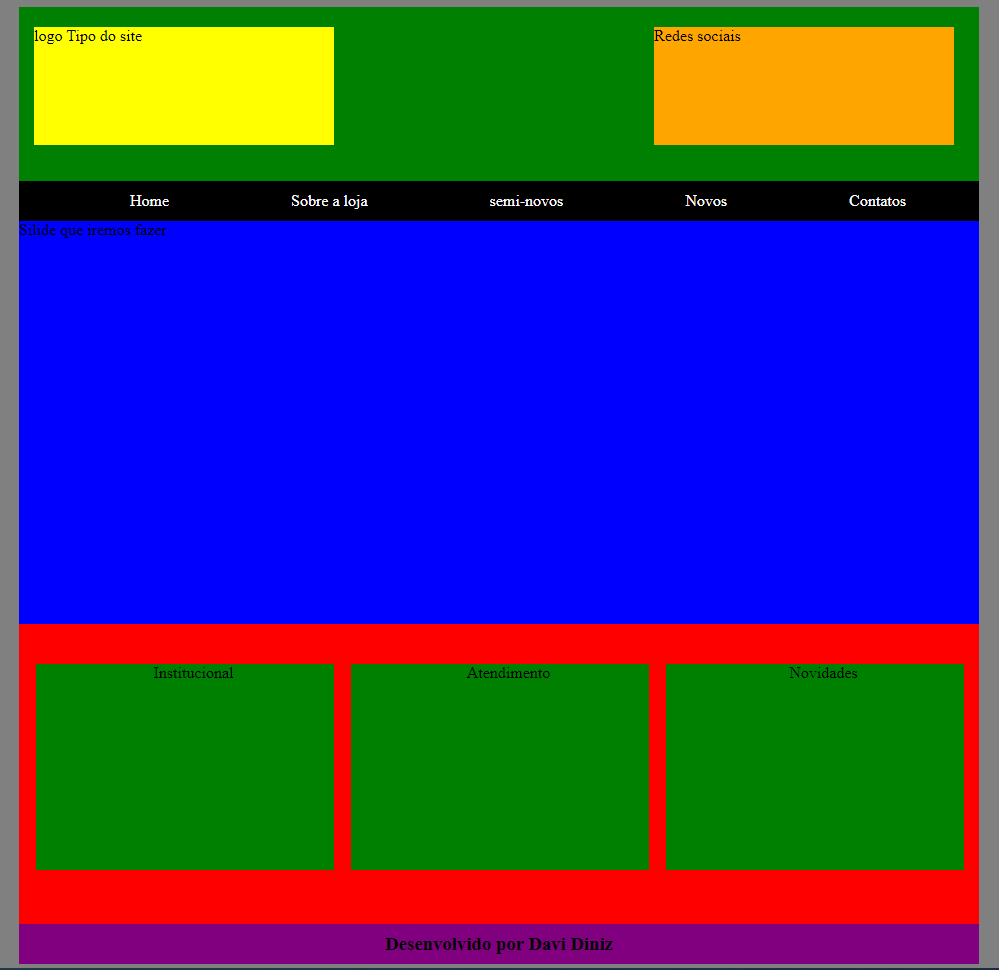 logo Tipo do site
Redes sociais
Home Sobre a loja semi-novos Novos Contatos
Slide que iremos fazer
Institucional Atendimento Novidades
Desenvolvido por Davi Diniz